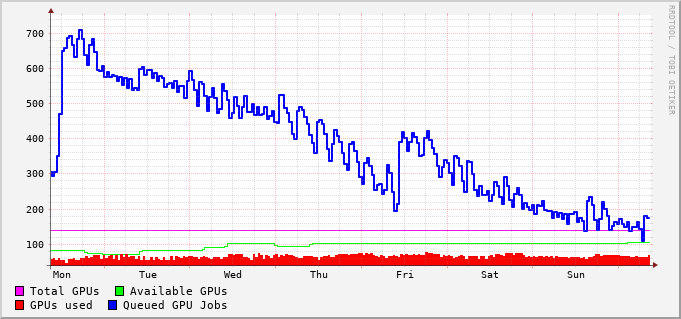 700
600
500
400
300
200
100
Mon Tue Wed Thu Fri Sat Sun
Total GPUs Available GPUs
GPUs used Queued GPU Jobs
RRDTOOL / TOBI OETIKER